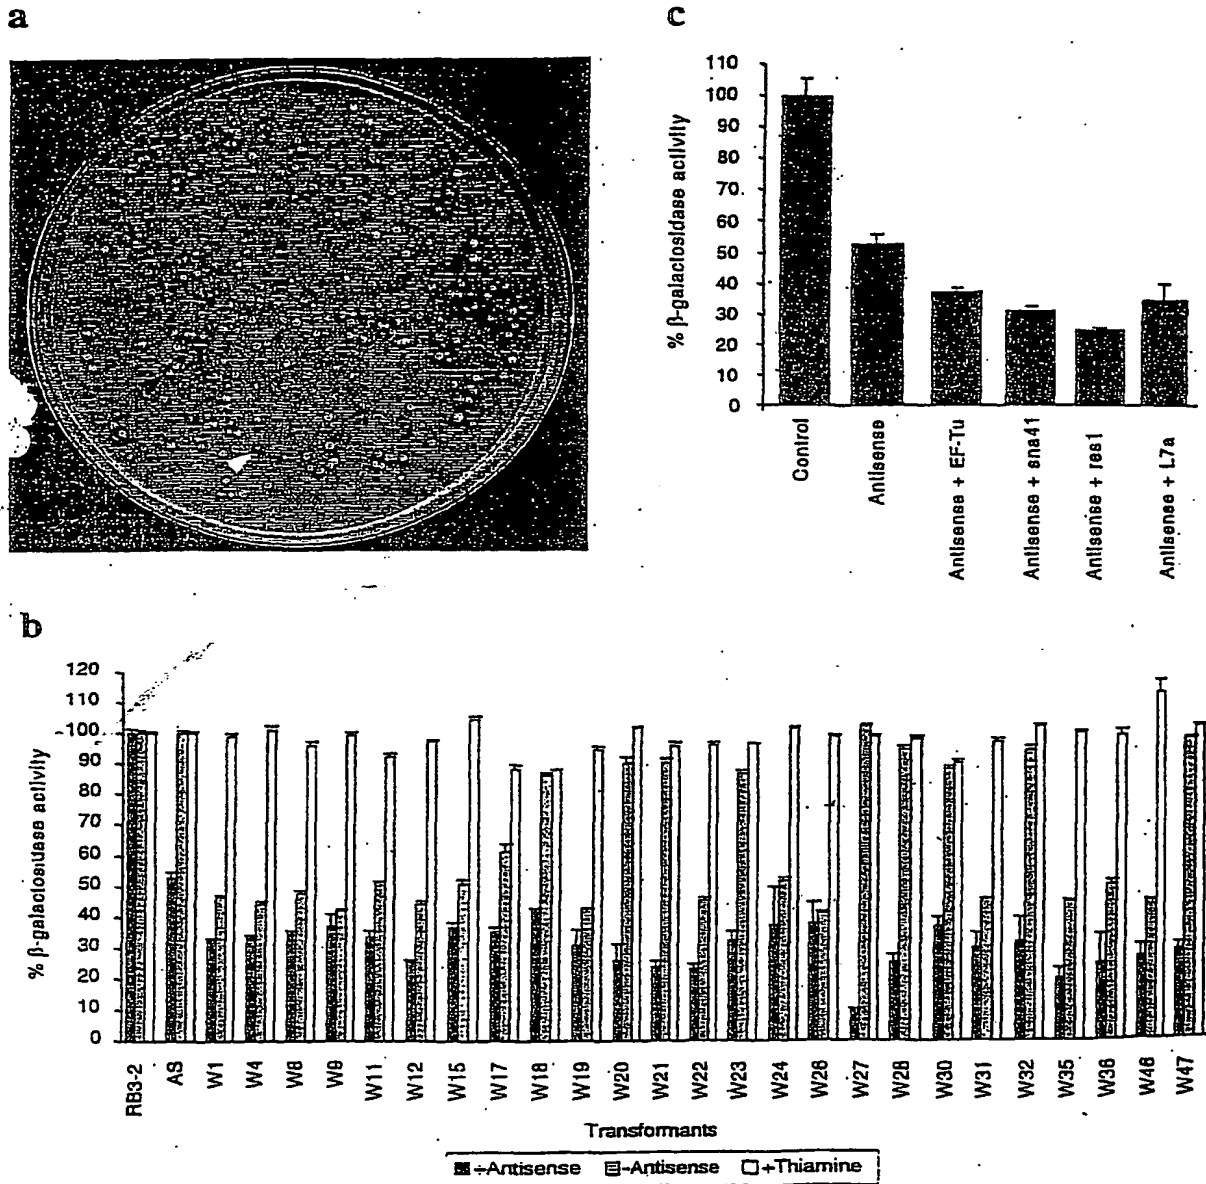 a
c
110
100
90
80
70
60
50
40
30
20
10
0
% β-galactosidase activity
Control
Antisense
Antisense + EF-Tu
Antisense + sna41
Antisense + res1
Antisense + L7a
b
120
110
100
90
80
70
60
50
40
30
20
10
0
% β-galactosidase activity
RB3-2
AS
W1
W4
W8
W9
W11
W12
W15
W17
W18
W19
W20
W21
W22
W23
W24
W26
W27
W28
W30
W31
W32
W35
W36
W46
W47
Transformants
+Antisense
-Antisense
+Thiamine